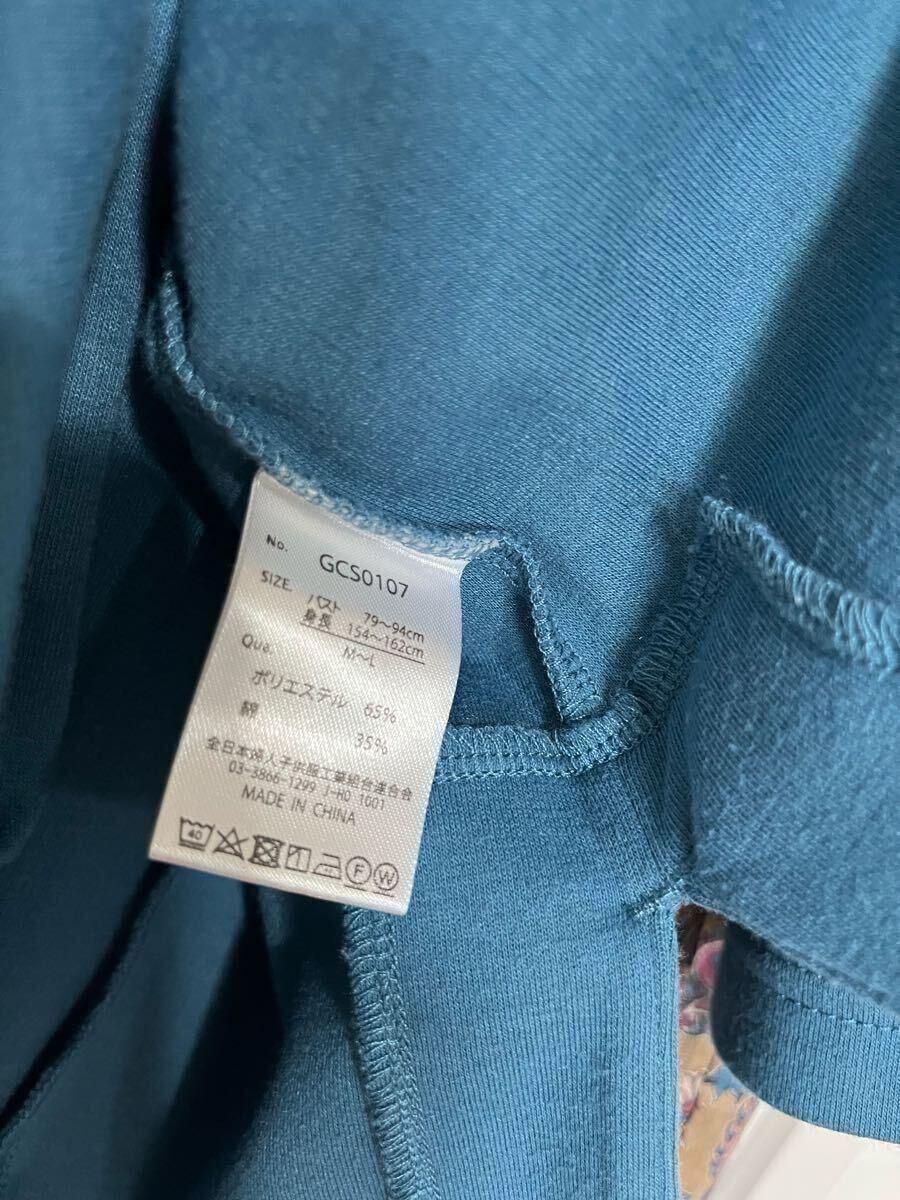 No. GCS0107
SIZE. バスト 79～94cm
身長 154～162cm
M～L
Qua.
ポリエステル 65%
綿 35%
全日本婦人子供服工業組合連合会
03-3866-1299 J-HO 1001
MADE IN CHINA
40
F W